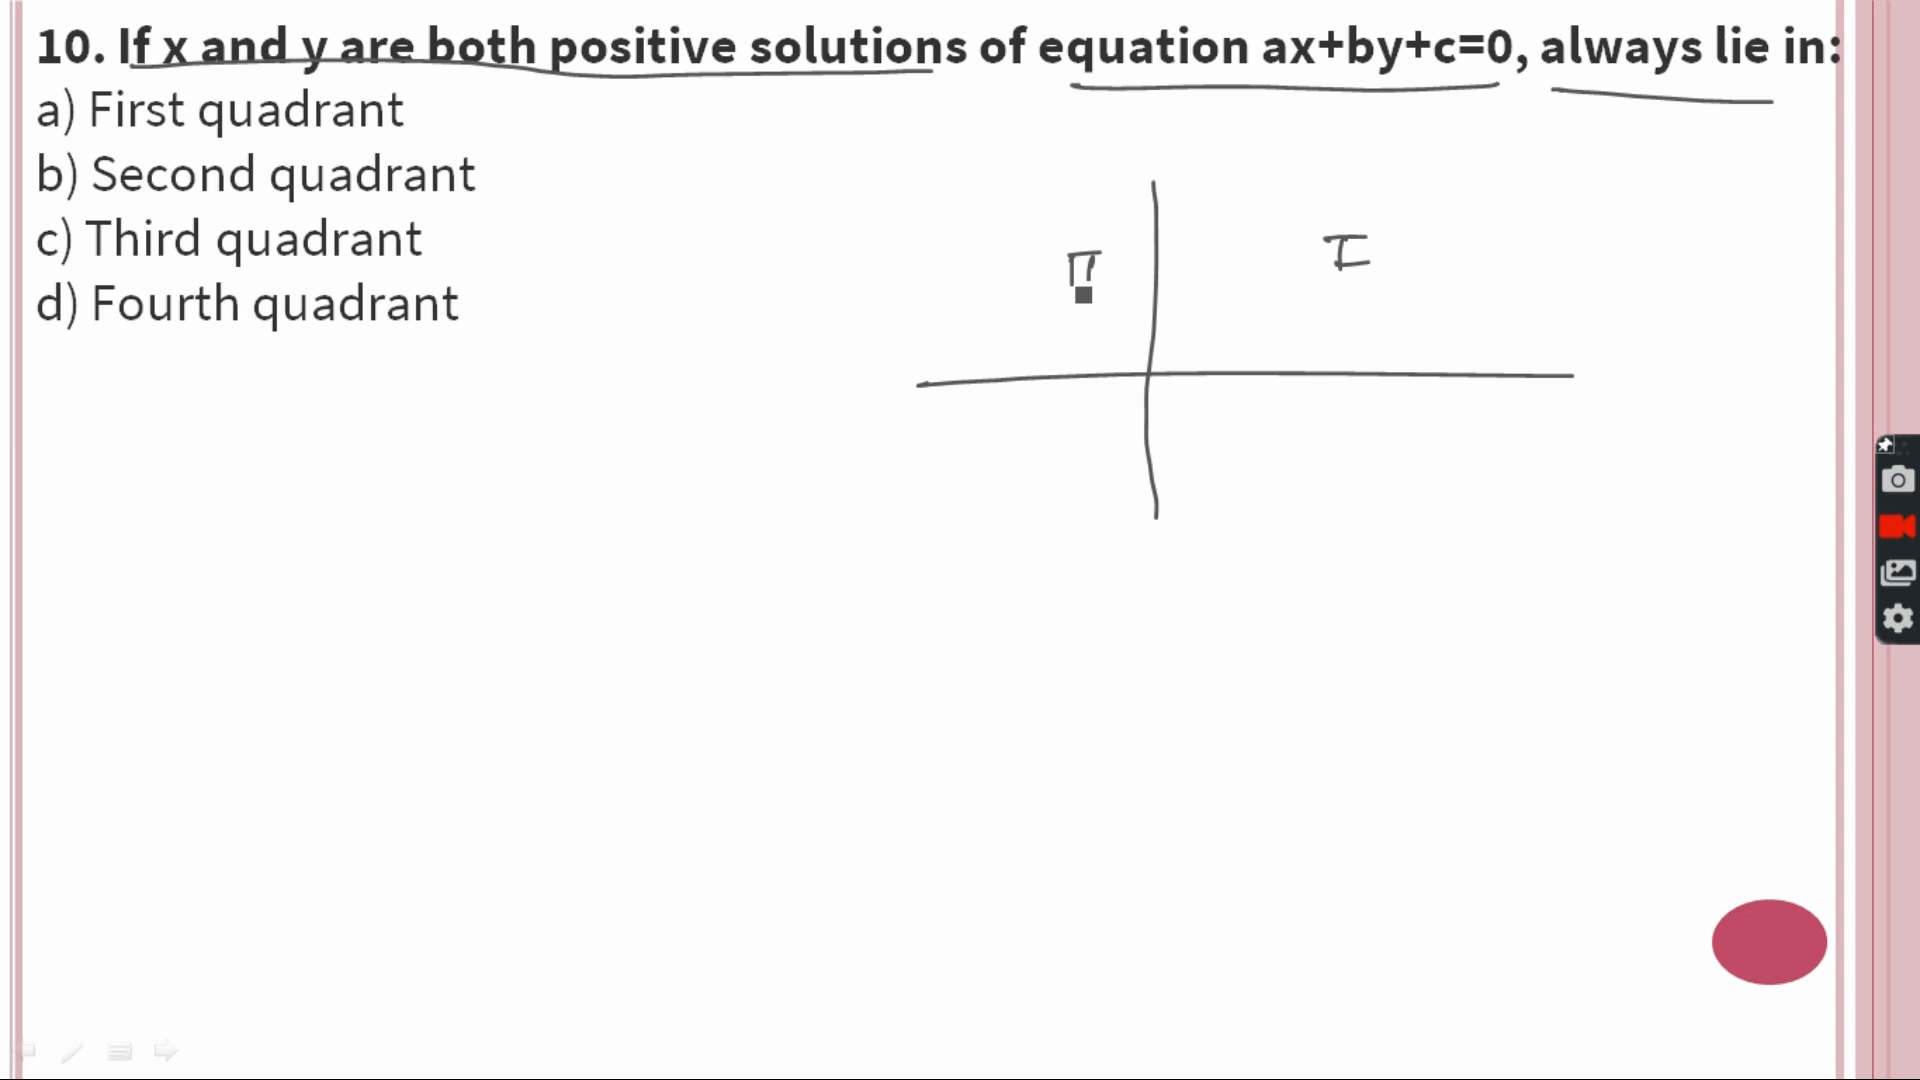 10. If x and y are both positive solutions of equation ax+by+c=0, always lie in:
a) First quadrant
b) Second quadrant
c) Third quadrant
d) Fourth quadrant
II
I